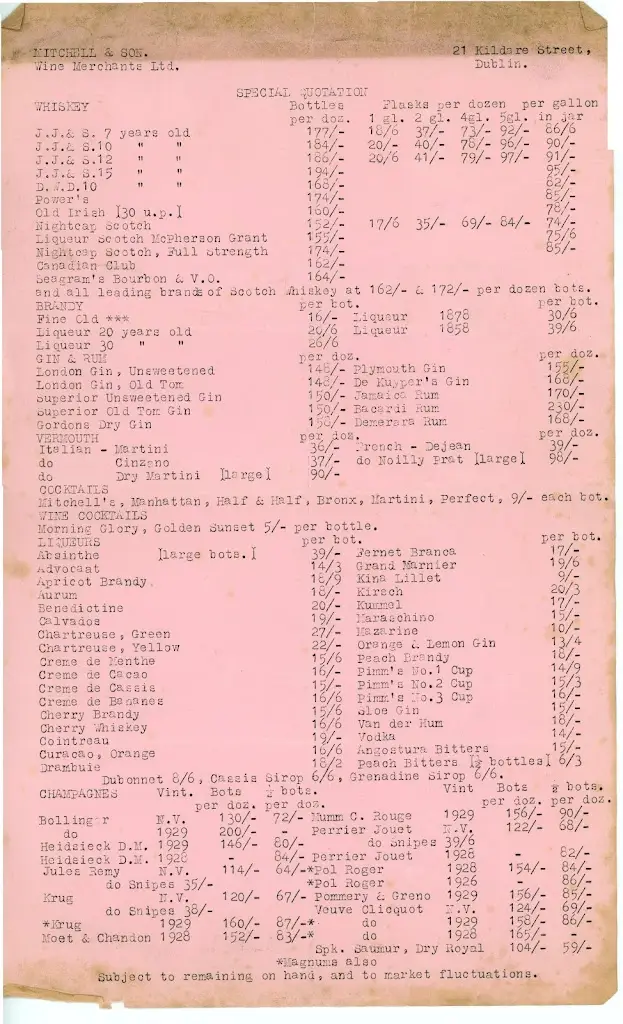 MITCHELL & SON. 21 Kildare Street,
Wine Merchants Ltd. Dublin.
SPECIAL QUOTATION
WHISKEY Bottles Flasks per dozen per gallon
per doz. 1 gl. 2 gl. 4gl. 5gl. in jar
J.J.& S. 7 years old 177/- 18/6 37/- 73/- 92/- 86/6
J.J.& S.10 " " 184/- 20/- 40/- 78/- 96/- 90/-
J.J.& S.12 " " 186/- 20/6 41/- 79/- 97/- 91/-
J.J.& S.15 " " 194/- 95/-
D.W.D.10 " " 168/- 82/-
Power's 174/- 85/-
Old Irish [30 u.p.] 160/- 78/-
Nightcap Scotch 152/- 17/6 35/- 69/- 84/- 74/-
Liqueur Scotch McPherson Grant 155/- 75/6
Nightcap Scotch, Full Strength 174/- 85/-
Canadian Club 162/-
Seagram's Bourbon & V.O. 164/-
and all leading brands of Scotch Whiskey at 162/- & 172/- per dozen bots.
BRANDY per bot. per bot.
Fine Old *** 16/- Liqueur 1878 30/6
Liqueur 20 years old 20/6 Liqueur 1858 39/6
Liqueur 30 " " 26/6
GIN & RUM per doz. per doz.
London Gin, Unsweetened 148/- Plymouth Gin 155/-
London Gin, Old Tom 148/- De Kuyper's Gin 168/-
Superior Unsweetened Gin 150/- Jamaica Rum 170/-
Superior Old Tom Gin 150/- Bacardi Rum 230/-
Gordons Dry Gin 158/- Demerara Rum 168/-
VERMOUTH per doz. per doz.
Italian - Martini 36/- French - Dejean 39/-
do Cinzano 37/- do Noilly Prat [large] 98/-
do Dry Martini [large] 90/-
COCKTAILS
Mitchell's, Manhattan, Half & Half, Bronx, Martini, Perfect, 9/- each bot.
WINE COCKTAILS
Morning Glory, Golden Sunset 5/- per bottle.
LIQUEURS per bot. per bot.
Absinthe [large bots.] 39/- Fernet Branca 17/-
Advocaat 14/3 Grand Marnier 19/6
Apricot Brandy. 18/9 Kina Lillet 9/-
Aurum 18/- Kirsch 20/3
Benedictine 20/- Kummel 17/-
Calvados 19/- Maraschino 15/-
Chartreuse, Green 27/- Mazarine 10/-
Chartreuse, Yellow 22/- Orange & Lemon Gin 13/4
Creme de Menthe 15/6 Peach Brandy 18/-
Creme de Cacao 16/- Pimm's No.1 Cup 14/9
Creme de Cassis 15/- Pimm's No.2 Cup 15/3
Creme de Bananes 16/6 Pimm's No.3 Cup 16/-
Cherry Brandy 15/6 Sloe Gin 15/-
Cherry Whiskey 16/6 Van der Hum 18/-
Cointreau 19/- Vodka 14/-
Curacao, Orange 16/6 Angostura Bitters 15/-
Drambuie 18/2 Peach Bitters [½ bottles] 6/3
Dubonnet 8/6, Cassis Sirop 6/6, Grenadine Sirop 6/6.
CHAMPAGNES Vint. Bots ½ bots. Vint Bots ½ bots.
per doz. per doz. per doz. per doz.
Bollinger N.V. 130/- 72/- Mumm C. Rouge 1929 156/- 90/-
do 1929 200/- - Perrier Jouet N.V. 122/- 68/-
Heidsieck D.M. 1929 146/- 80/- do Snipes 39/6
Heidsieck D.M. 1928 - 84/- Perrier Jouet 1928 - 82/-
Jules Remy N.V. 114/- 64/-*Pol Roger 1928 154/- 84/-
do Snipes 35/- *Pol Roger 1926 - 86/-
Krug N.V. 120/- 67/- Pommery & Greno 1929 156/- 85/-
do Snipes 38/- Veuve Clicquot N.V. 124/- 69/-
*Krug 1929 160/- 87/-* do 1929 158/- 86/-
Moet & Chandon 1928 152/- 83/-* do 1928 165/- -
Spk. Saumur, Dry Royal 104/- 59/-
*Magnums also
Subject to remaining on hand, and to market fluctuations.